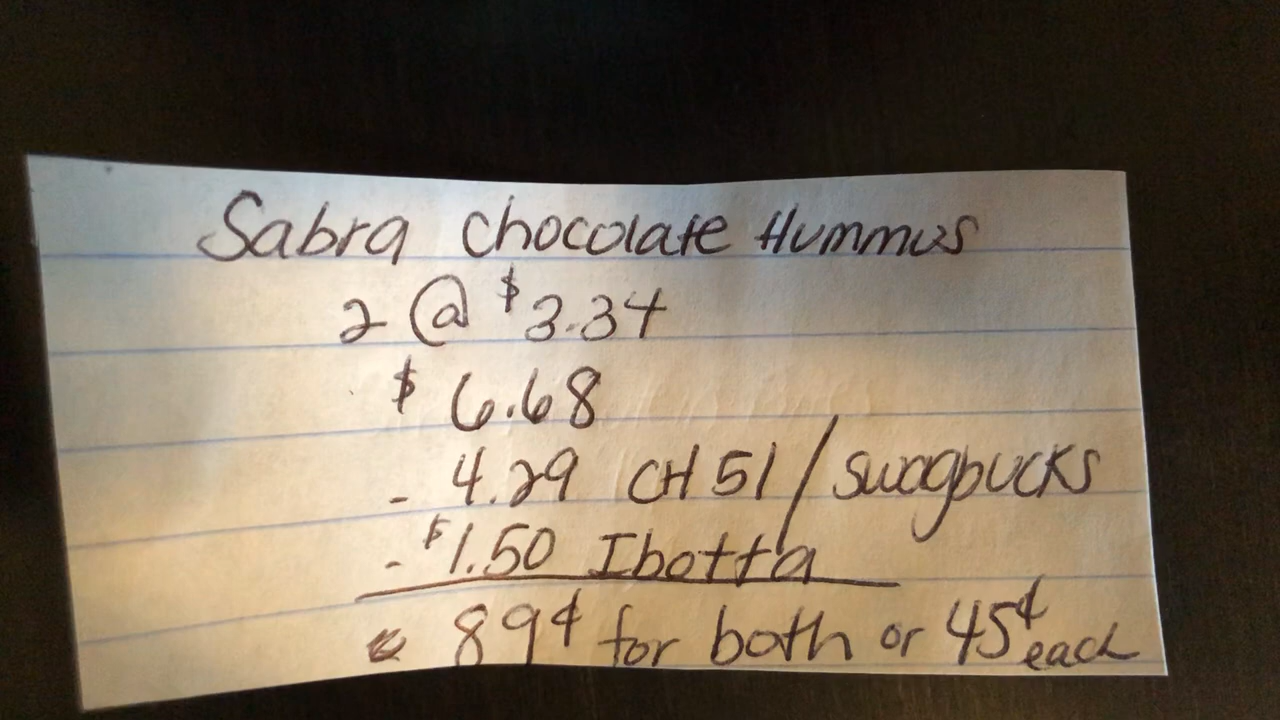 Sabra chocolate Hummus
2 @ $3.34
$ 6.68
- 4.29 CH 51 / swagbucks
- $1.50 Ibotta
89¢ for both or 45¢ each